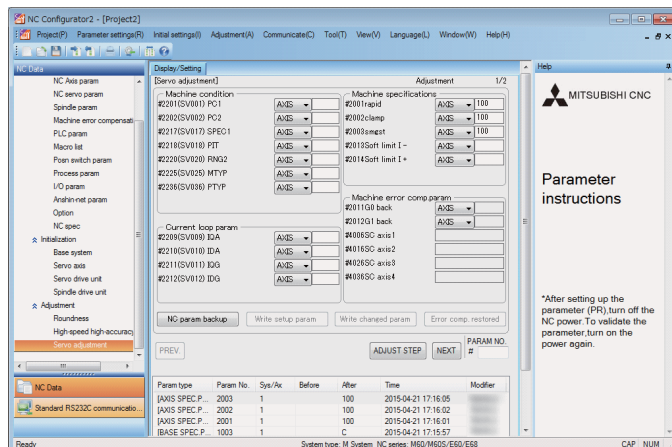 NC Configurator2 - [Project2]
Project(P) Parameter settings(R) Initial settings(I) Adjustment(A) Communicate(C) Tool(T) View(V) Language(L) Window(W) Help(H)
NC Data
NC Axis param
NC servo param
Spindle param
Machine error compensati
PLC param
Macro list
Posn switch param
Process param
I/O param
Anshin-net param
Option
NC spec
Initialization
Base system
Servo axis
Servo drive unit
Spindle drive unit
Adjustment
Roundness
High-speed high-accuracy
Servo adjustment
NC Data
Standard RS232C communicatio...
Display/Setting
[Servo adjustment] Adjustment 1/2
Machine condition
#2201(SV001) PC1 AXIS
#2202(SV002) PC2 AXIS
#2217(SV017) SPEC1 AXIS
#2218(SV018) PIT AXIS
#2220(SV020) RNG2 AXIS
#2225(SV025) MTYP AXIS
#2236(SV036) PTYP AXIS
Current loop param
#2209(SV009) IQA AXIS
#2210(SV010) IDA AXIS
#2211(SV011) IQG AXIS
#2212(SV012) IDG AXIS
Machine specifications
#2001rapid AXIS 100
#2002clamp AXIS 100
#2003smgst AXIS 100
#2013Soft limit I- AXIS
#2014Soft limit I+ AXIS
Machine error comp.param
#2011G0 back AXIS
#2012G1 back AXIS
#4006SC axis1
#4016SC axis2
#4026SC axis3
#4036SC axis4
NC param backup Write setup param Write changed param Error comp. restored
PREV. ADJUST STEP NEXT PARAM NO.
#
Param type Param No. Sys/Ax Before After Time Modifier
[AXIS SPEC.P... 2003 1 100 2015-04-21 17:16:05
[AXIS SPEC.P... 2002 1 100 2015-04-21 17:16:02
[AXIS SPEC.P... 2001 1 100 2015-04-21 17:16:01
[BASE SPEC.P... 1003 1 C 2015-04-21 17:15:57
Help
MITSUBISHI CNC
Parameter
instructions
*After setting up the
parameter (PR),turn off the
NC power.To validate the
parameter,turn on the
power again.
Ready System type: M System NC series: M60/M60S/E60/E68 CAP NUM